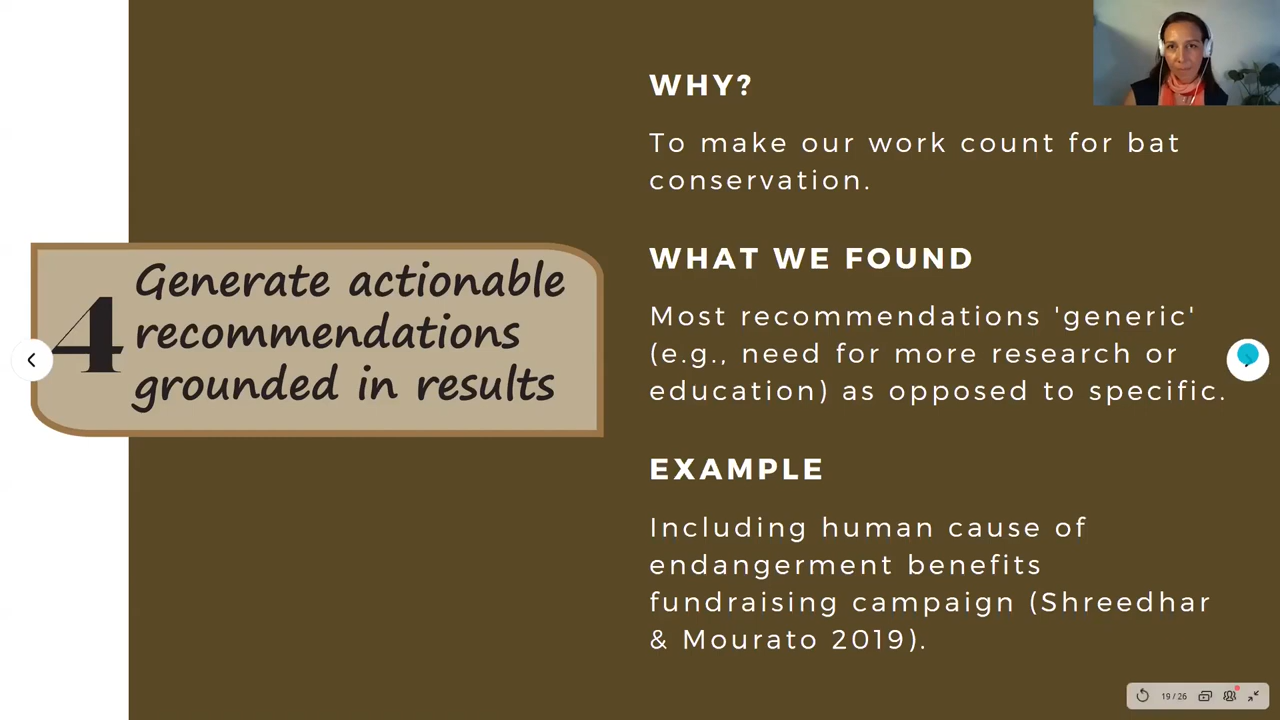 4
Generate actionable
recommendations
grounded in results
WHY?
To make our work count for bat
conservation.
WHAT WE FOUND
Most recommendations 'generic'
(e.g., need for more research or
education) as opposed to specific.
EXAMPLE
Including human cause of
endangerment benefits
fundraising campaign (Shreedhar
& Mourato 2019).
19 / 26